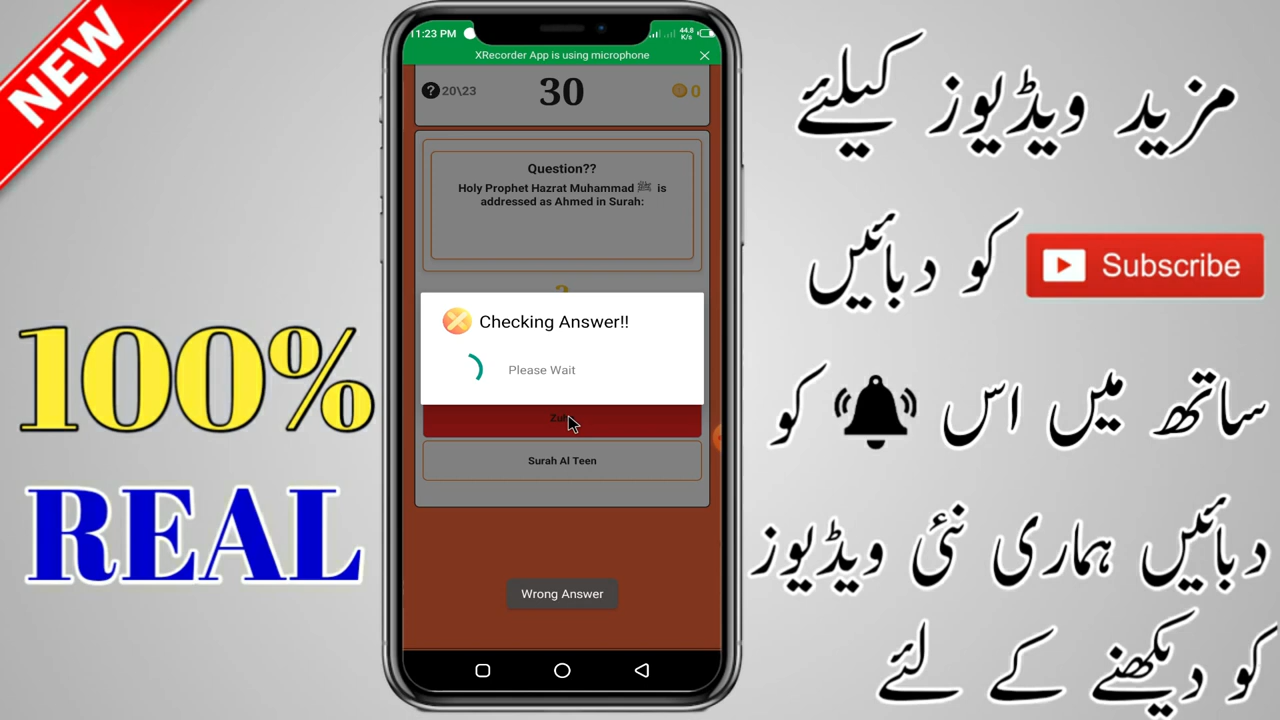 NEW
100%
REAL
11:23 PM
44.8
K/s
XRecorder App is using microphone
20\23
30
0
Question??
Holy Prophet Hazrat Muhammad ﷺ is
addressed as Ahmed in Surah:
Checking Answer!!
Please Wait
Surah Al Teen
Wrong Answer
مزید ویڈیوز کیلئے
Subscribe کو دبائیں
ساتھ میں اس کو
دبائیں ہماری نئی ویڈیوز
کو دیکھنے کے لئے